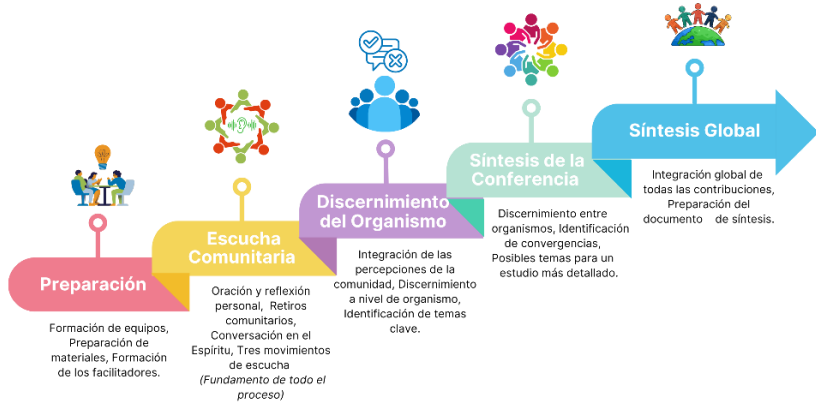 Preparación
Formación de equipos,
Preparación de
materiales, Formación
de los facilitadores.
Escucha
Comunitaria
Oración y reflexión
personal, Retiros
comunitarios,
Conversación en el
Espíritu, Tres movimientos
de escucha
(Fundamento de todo el
proceso)
Discernimiento
del Organismo
Integración de las
percepciones de la
comunidad, Discernimiento
a nivel de organismo,
Identificación de temas
clave.
Síntesis de la
Conferencia
Discernimiento entre
organismos, Identificación
de convergencias,
Posibles temas para un
estudio más detallado.
Síntesis Global
Integración global de
todas las contribuciones,
Preparación del
documento de síntesis.